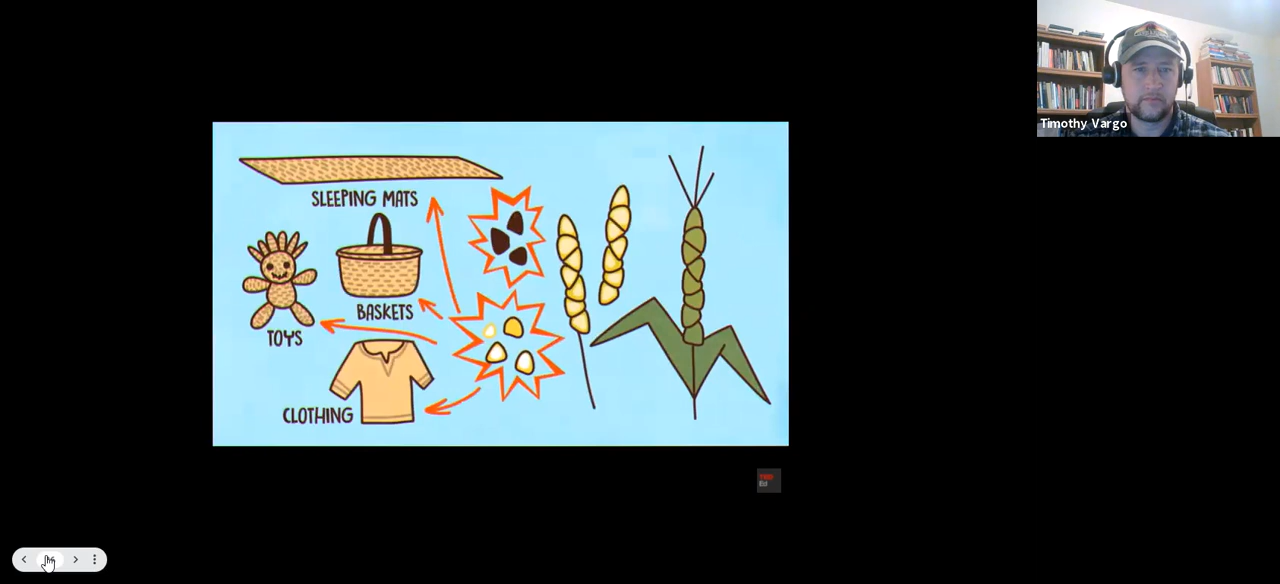 Timothy Vargo
SLEEPING MATS
BASKETS
TOYS
CLOTHING